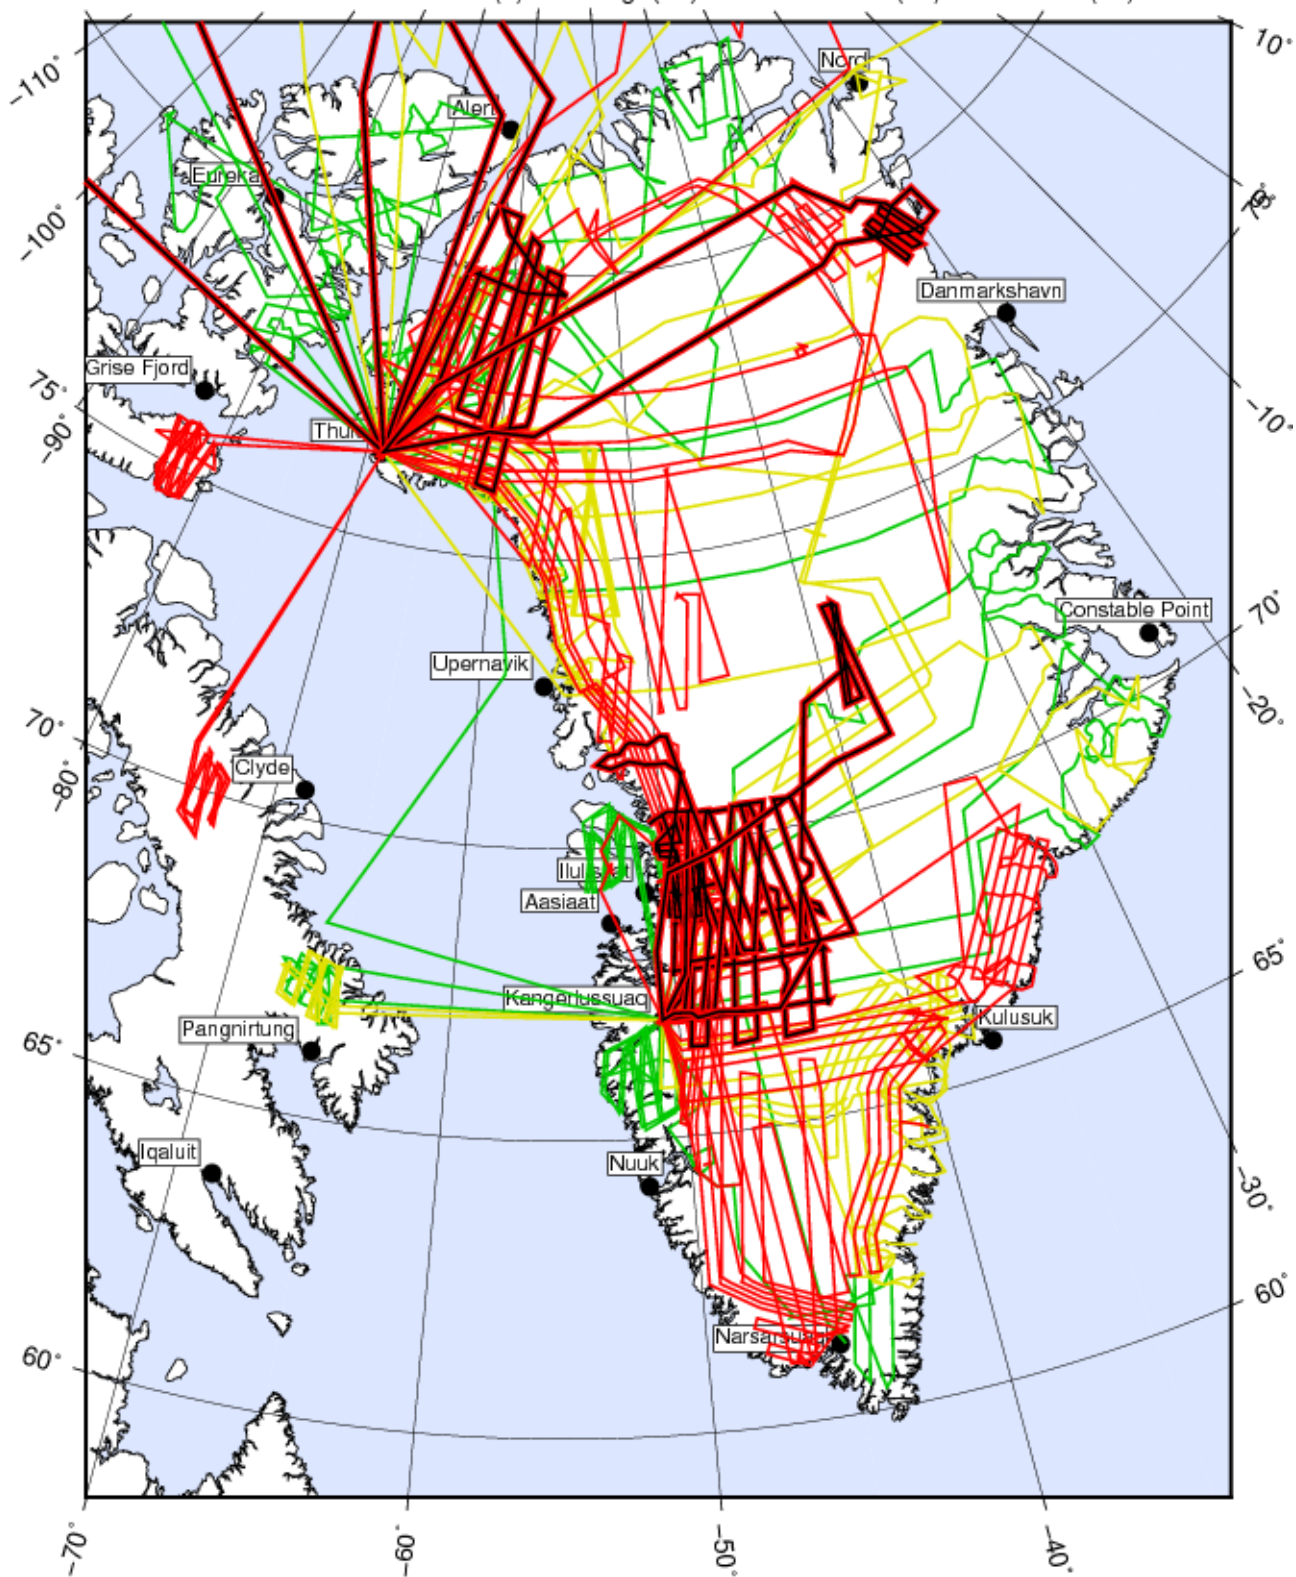 10°
−110°
Nord
Alert
Eureka
−100°
Danmarkshavn
Grise Fjord
75°
−90°
−10°
Thule
Constable Point
70°
Upernavik
−20°
70°
Clyde
−80°
Ilulissat
Aasiaat
65°
Kangerlussuaq
Kulusuk
Pangnirtung
65°
Iqaluit
Nuuk
−30°
60°
Narsarsuaq
60°
−70°
−60°
−50°
−40°